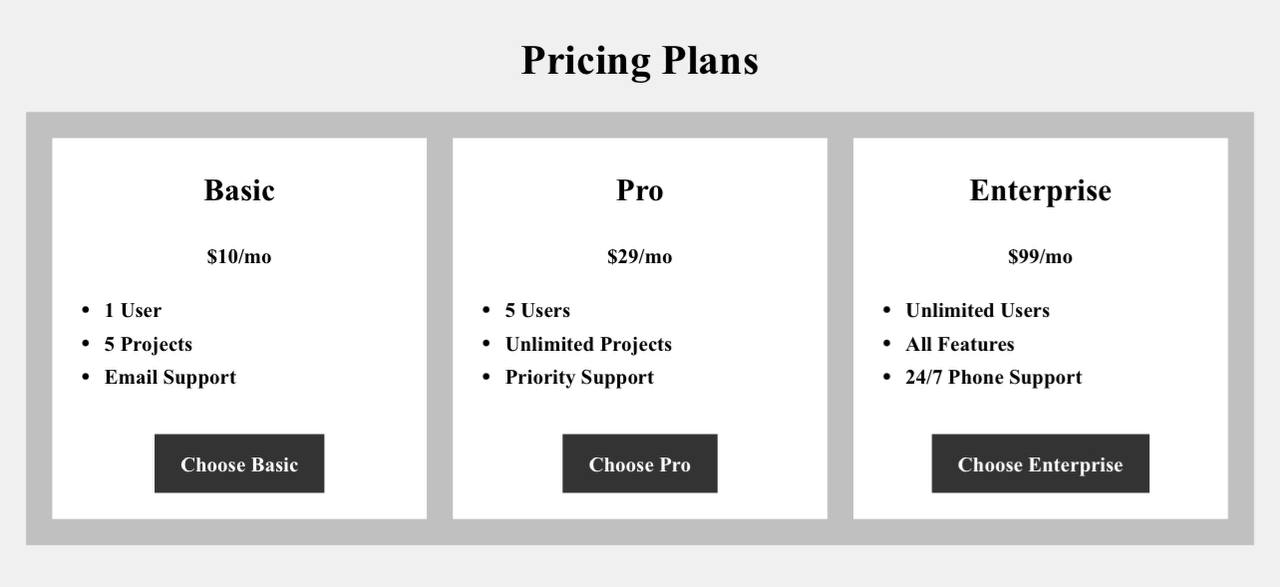 Pricing Plans
Basic
$10/mo
• 1 User
• 5 Projects
• Email Support
Choose Basic
Pro
$29/mo
• 5 Users
• Unlimited Projects
• Priority Support
Choose Pro
Enterprise
$99/mo
• Unlimited Users
• All Features
• 24/7 Phone Support
Choose Enterprise